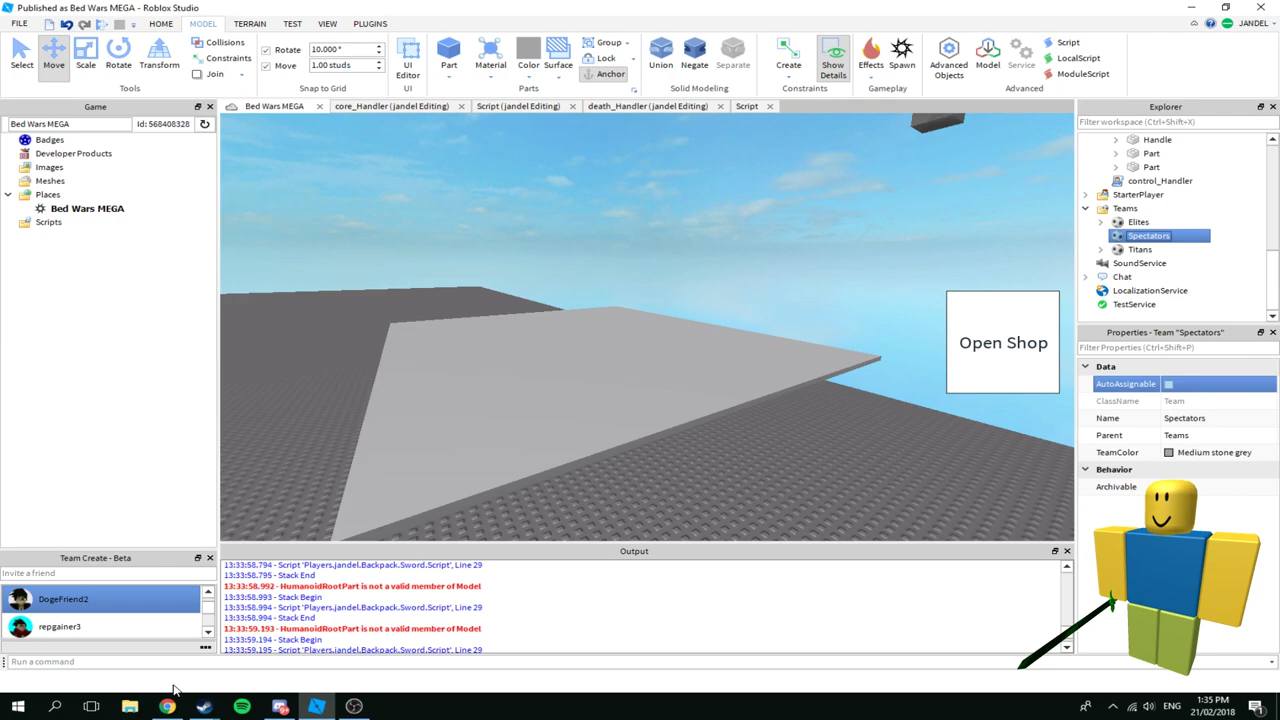 Published as Bed Wars MEGA - Roblox Studio
FILE HOME MODEL TERRAIN TEST VIEW PLUGINS JANDEL
Select Move Scale Rotate Transform
Collisions
Constraints
Join
Tools
Rotate 10.000 °
Move 1.00 studs
Snap to Grid
UI Editor
UI
Part Material Color Surface
Group
Lock
Anchor
Parts
Union Negate Separate
Solid Modeling
Create Show Details
Constraints
Effects Spawn
Gameplay
Advanced Objects Model Service
Script
LocalScript
ModuleScript
Advanced
Game
Bed Wars MEGA Id: 568408328
Badges
Developer Products
Images
Meshes
Places
Bed Wars MEGA
Scripts
Bed Wars MEGA core_Handler (jandel Editing) Script (jandel Editing) death_Handler (jandel Editing) Script
Open Shop
Explorer
Filter workspace (Ctrl+Shift+X)
Handle
Part
Part
control_Handler
StarterPlayer
Teams
Elites
Spectators
Titans
SoundService
Chat
LocalizationService
TestService
Properties - Team "Spectators"
Filter Properties (Ctrl+Shift+P)
Data
AutoAssignable
ClassName Team
Name Spectators
Parent Teams
TeamColor Medium stone grey
Behavior
Archivable
Team Create - Beta
Invite a friend
DogeFriend2
repgainer3
Output
13:33:58.794 - Script 'Players.jandel.Backpack.Sword.Script', Line 29
13:33:58.795 - Stack End
13:33:58.992 - HumanoidRootPart is not a valid member of Model
13:33:58.993 - Stack Begin
13:33:58.994 - Script 'Players.jandel.Backpack.Sword.Script', Line 29
13:33:58.994 - Stack End
13:33:59.193 - HumanoidRootPart is not a valid member of Model
13:33:59.194 - Stack Begin
13:33:59.195 - Script 'Players.jandel.Backpack.Sword.Script', Line 29
Run a command
1:35 PM
21/02/2018